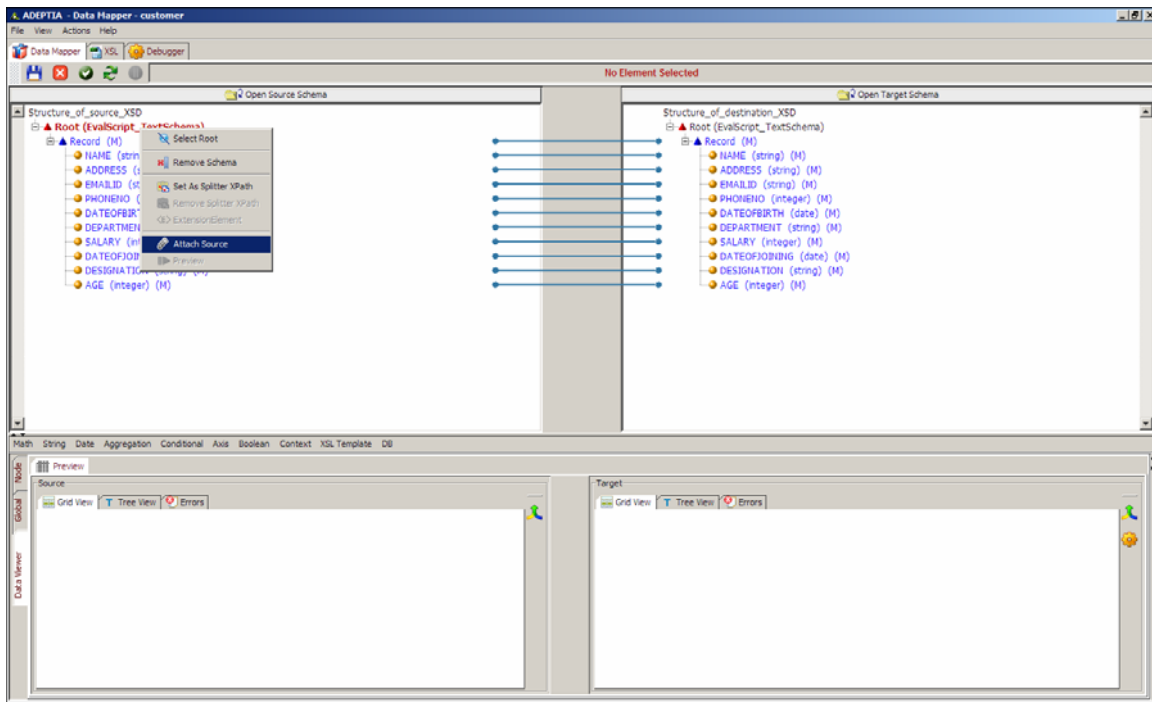 ADEPTIA - Data Mapper - customer
File View Actions Help
Data Mapper XSL Debugger
No Element Selected
Open Source Schema
Open Target Schema
Structure_of_source_XSD
Root (EvalScript_TextSchema)
Record (M)
NAME (strin
ADDRESS (s
EMAILID (st
PHONENO (
DATEOFBIRT
DEPARTMEN
SALARY (int
DATEOFJOIN
DESIGNATION (string) (M)
AGE (integer) (M)
Select Root
Remove Schema
Set As Splitter XPath
Remove Splitter XPath
ExtensionElement
Attach Source
Preview
Structure_of_destination_XSD
Root (EvalScript_TextSchema)
Record (M)
NAME (string) (M)
ADDRESS (string) (M)
EMAILID (string) (M)
PHONENO (integer) (M)
DATEOFBIRTH (date) (M)
DEPARTMENT (string) (M)
SALARY (integer) (M)
DATEOFJOINING (date) (M)
DESIGNATION (string) (M)
AGE (integer) (M)
Math String Date Aggregation Conditional Axis Boolean Context XSL Template DB
Node
Global
Data Viewer
Preview
Source
Grid View T Tree View Errors
Target
Grid View T Tree View Errors